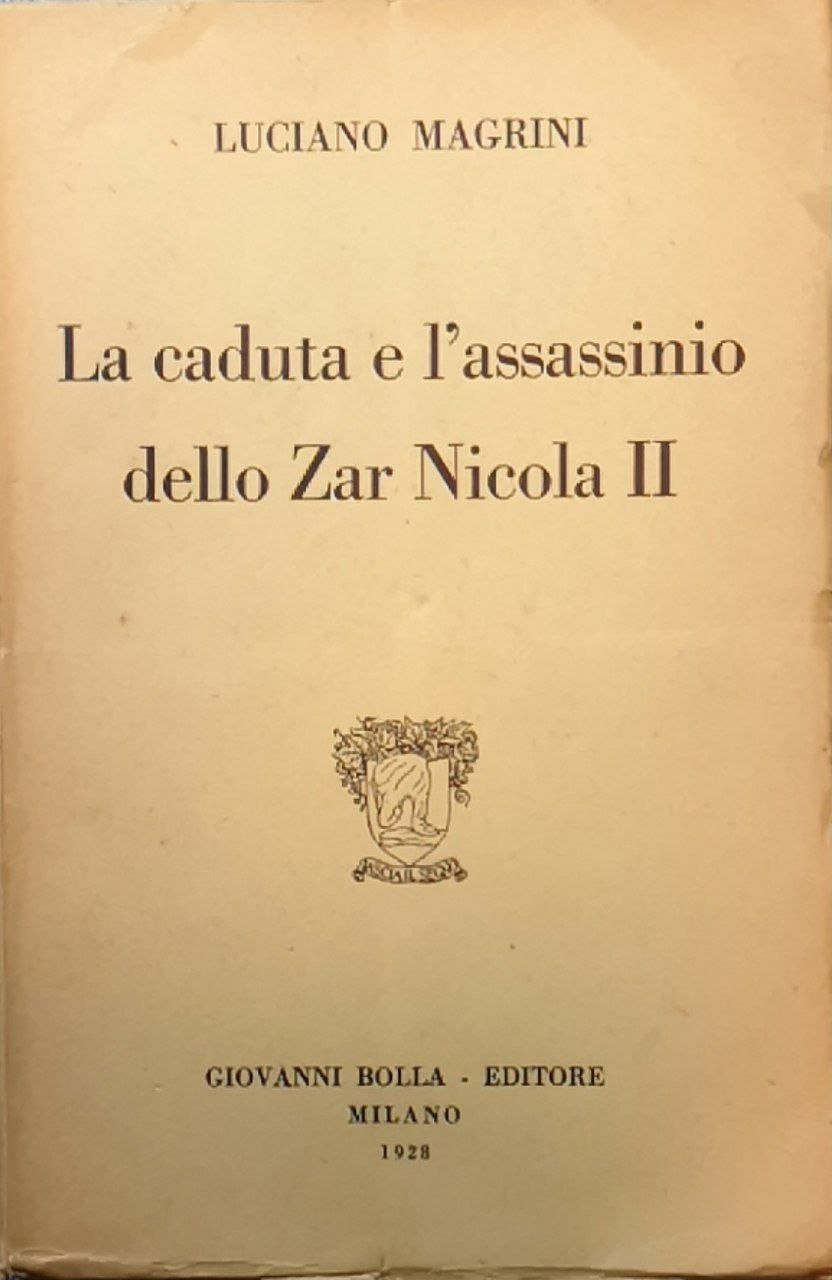 LUCIANO MAGRINI
La caduta e l'assassinio
dello Zar Nicola II
GIOVANNI BOLLA - EDITORE
MILANO
1928